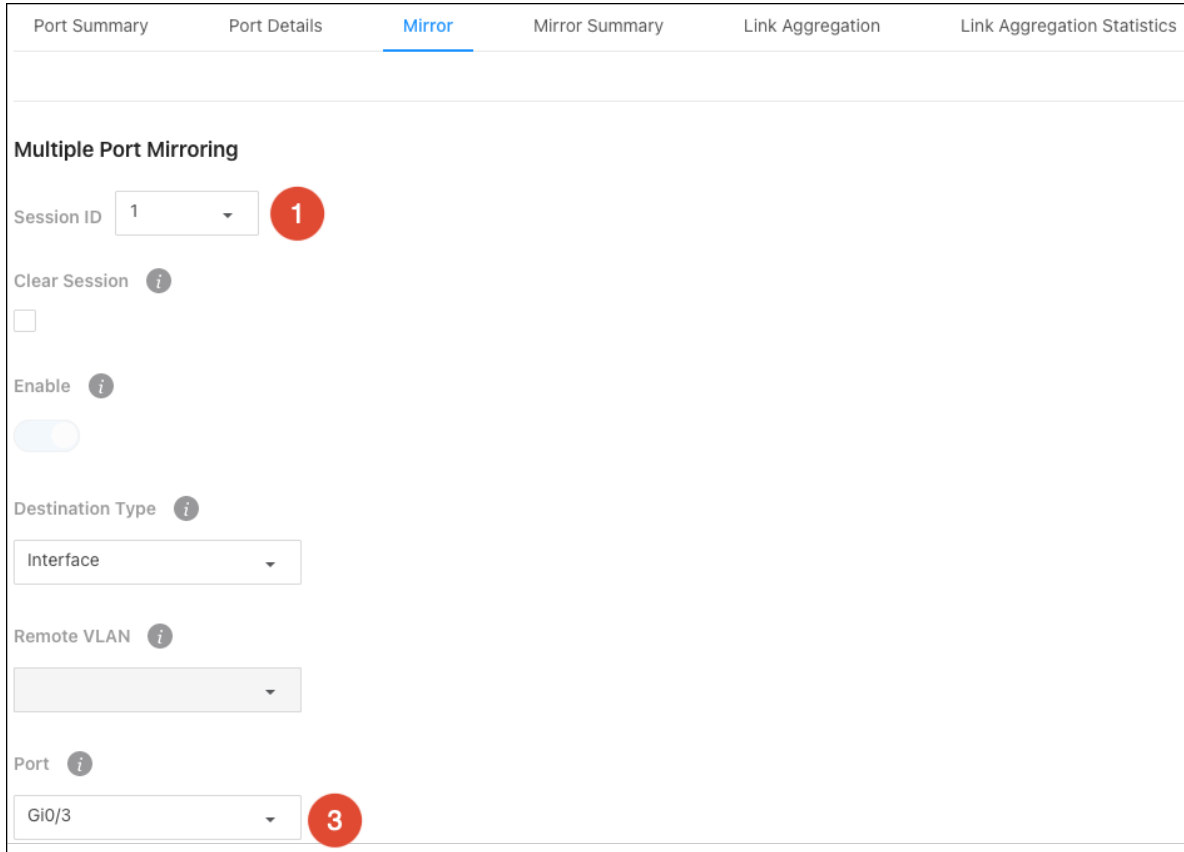 Port Summary Port Details Mirror Mirror Summary Link Aggregation Link Aggregation Statistics
Multiple Port Mirroring
Session ID 1 1
Clear Session i
Enable i
Destination Type i
Interface
Remote VLAN i
Port i
Gi0/3 3